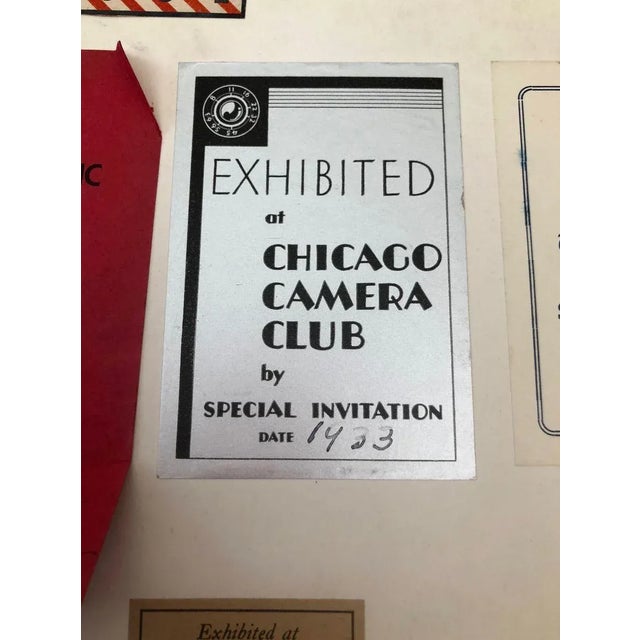 EXHIBITED
at
CHICAGO
CAMERA
CLUB
by
SPECIAL INVITATION
DATE 1933
Exhibited at